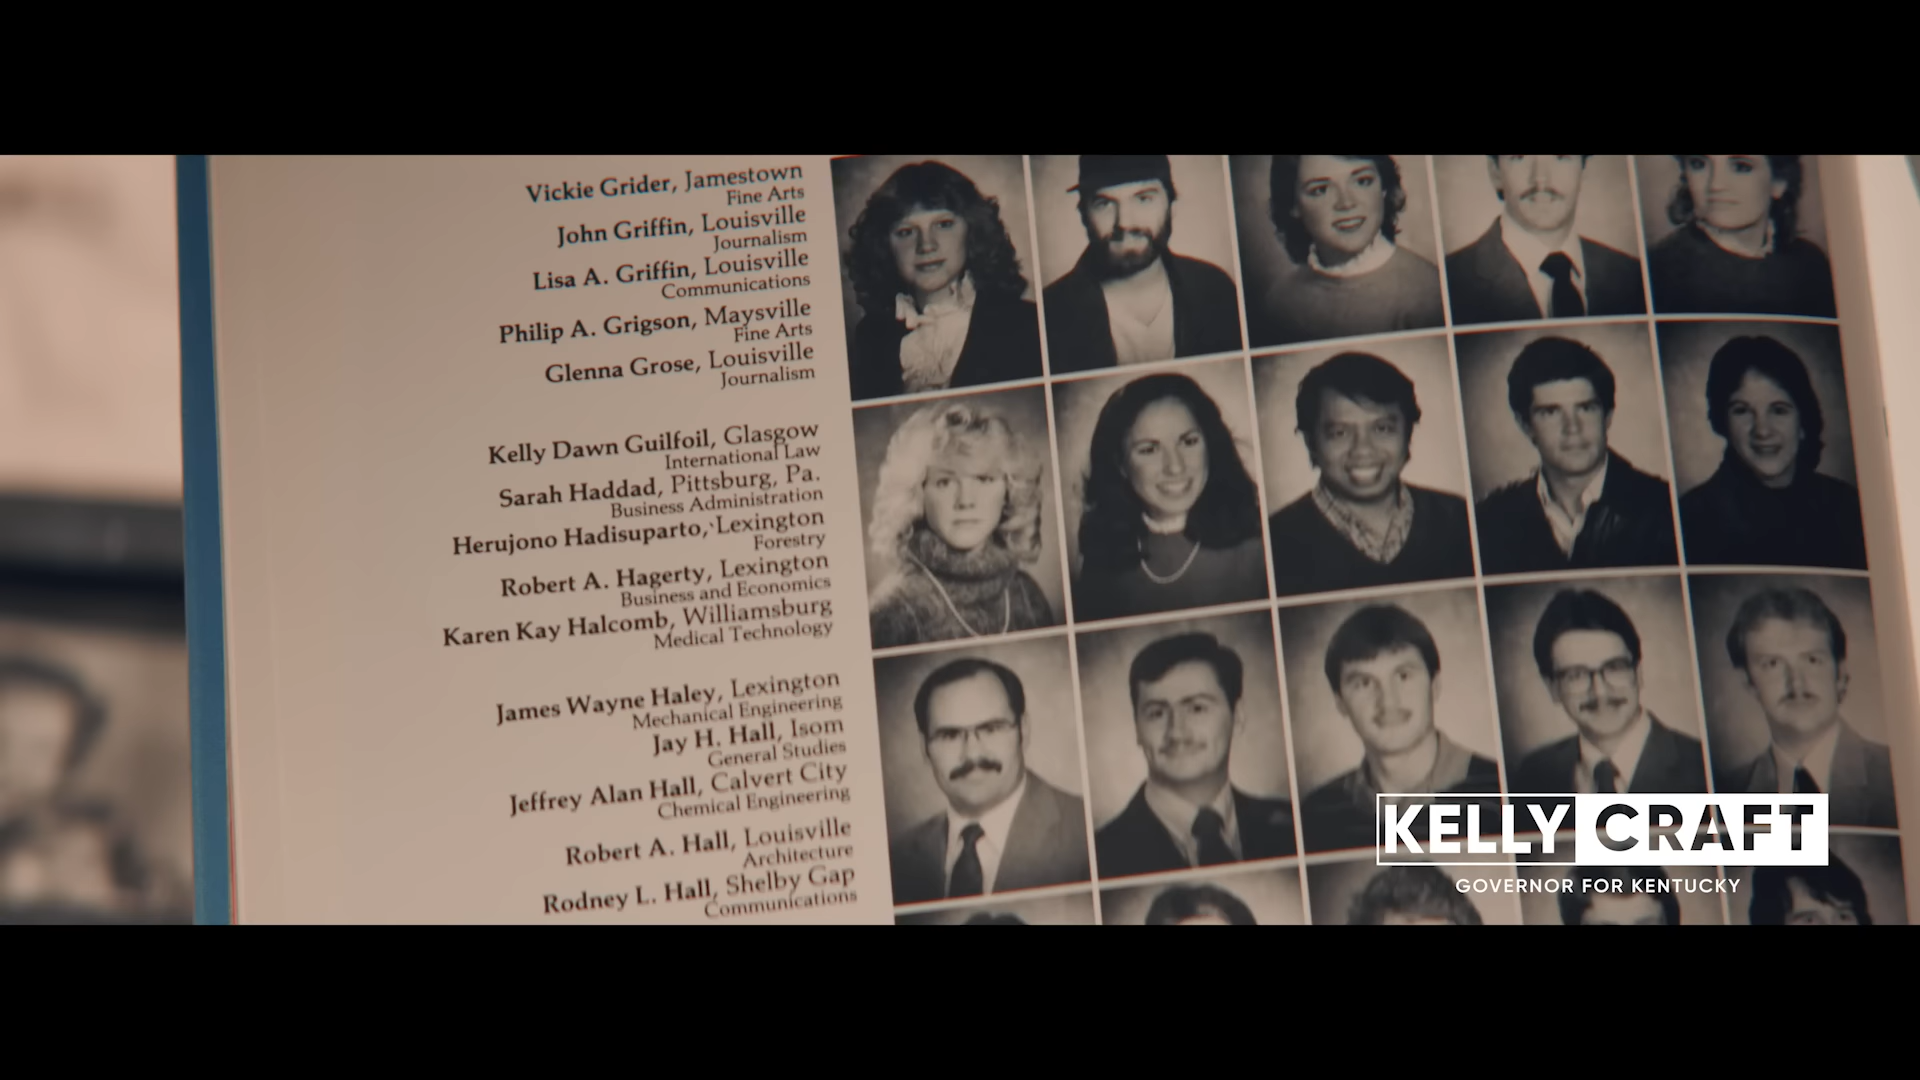 Vickie Grider, Jamestown
Fine Arts
John Griffin, Louisville
Journalism
Lisa A. Griffin, Louisville
Communications
Philip A. Grigson, Maysville
Fine Arts
Glenna Grose, Louisville
Journalism
Kelly Dawn Guilfoil, Glasgow
International Law
Sarah Haddad, Pittsburg, Pa.
Business Administration
Herujono Hadisuparto, Lexington
Forestry
Robert A. Hagerty, Lexington
Business and Economics
Karen Kay Halcomb, Williamsburg
Medical Technology
James Wayne Haley, Lexington
Mechanical Engineering
Jay H. Hall, Isom
General Studies
Jeffrey Alan Hall, Calvert City
Chemical Engineering
Robert A. Hall, Louisville
Architecture
Rodney L. Hall, Shelby Gap
Communications
KELLY CRAFT
GOVERNOR FOR KENTUCKY